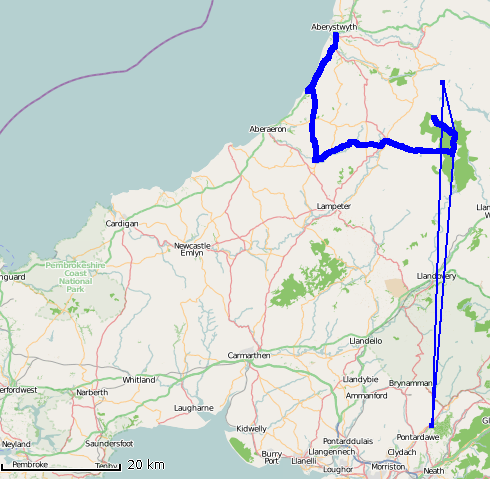 Aberystwyth
Aberaeron
Lampeter
Cardigan
Newcastle
Emlyn
Pembrokeshire
Coast
National
Park
nguard
Llandovery
Llandello
Carmarthen
Whitland
Llandybie
Brynamman
Ammanford
erfordwest
Narberth
Laugharne
Kidwelly
Pontardawe
Pontarddulais
Saundersfoot
Neyland
Burry
Port
Llangennech
Clydach
Llanelli
Morriston
Pembroke
Tenby
Loughor
Neath
20 km